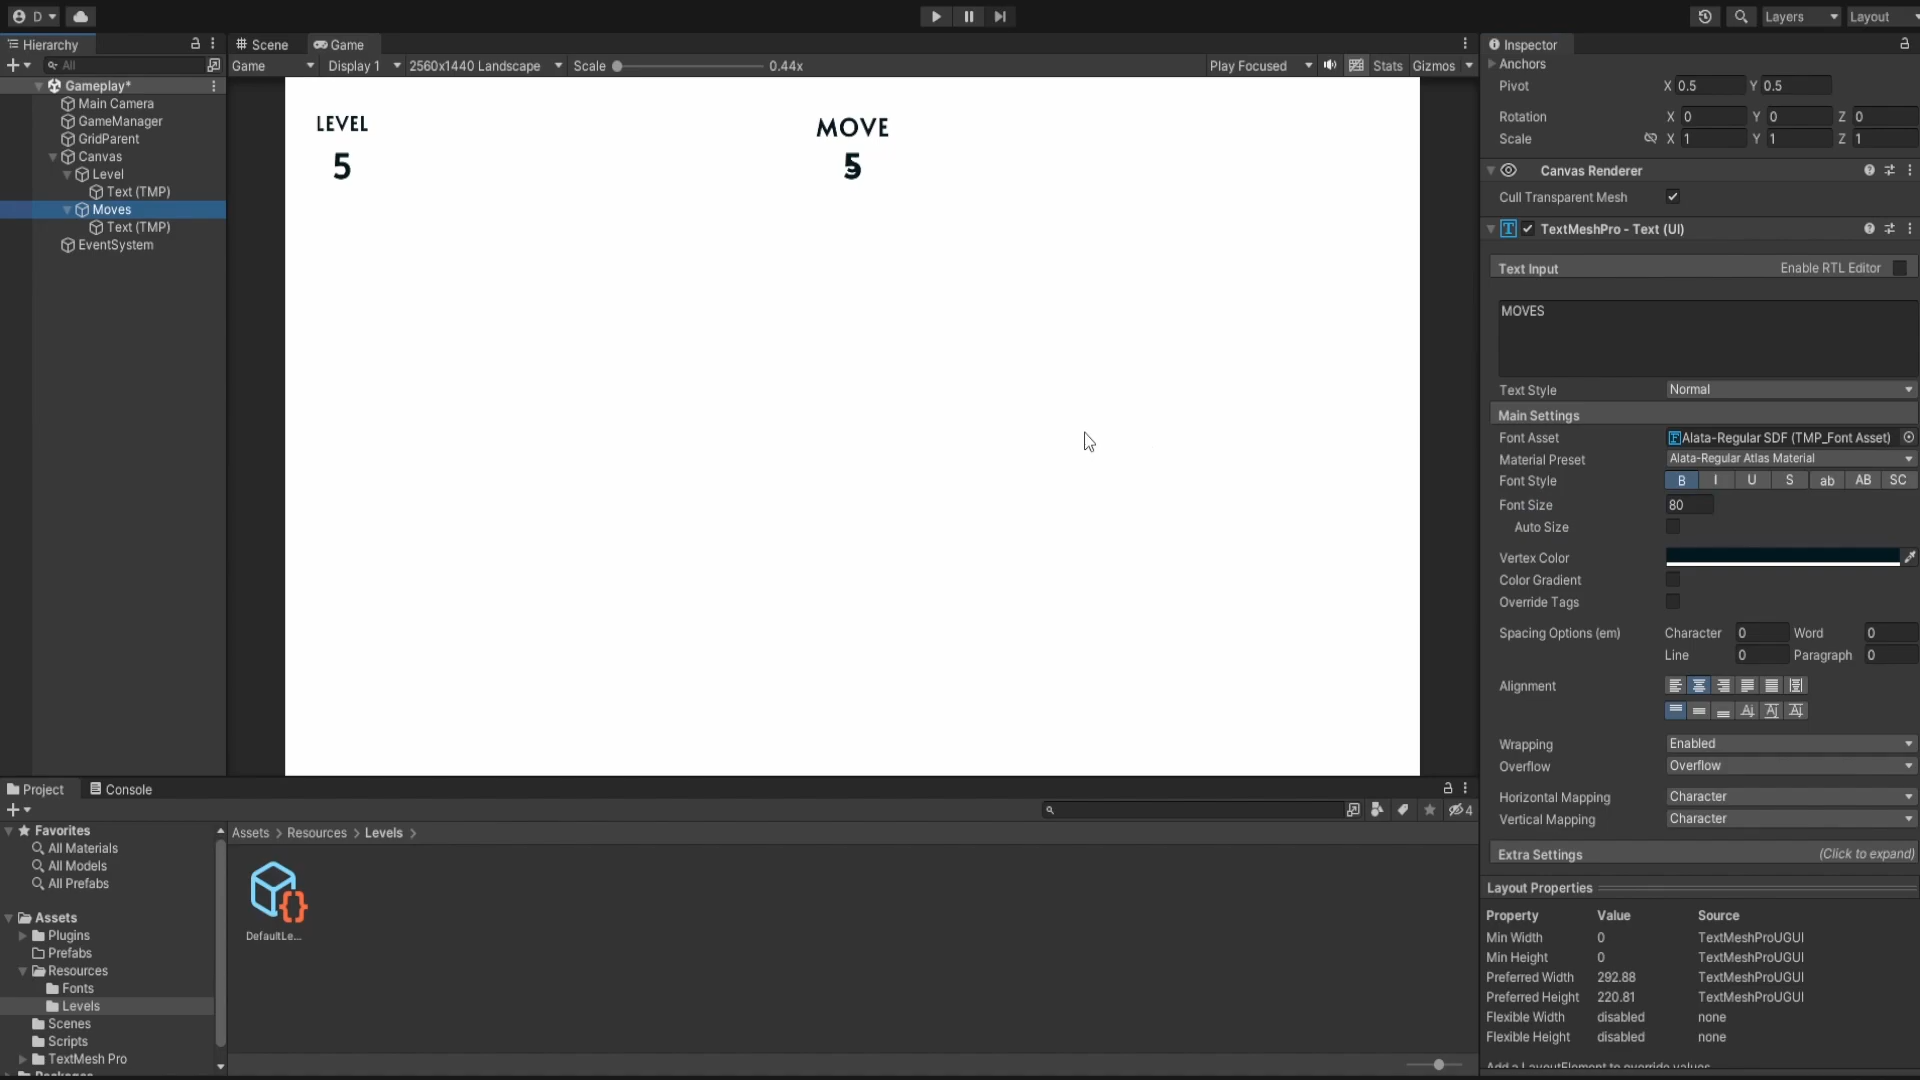 D
Layers
Layout
Hierarchy
All
Gameplay*
Main Camera
GameManager
GridParent
Canvas
Level
Text (TMP)
Moves
Text (TMP)
EventSystem
Scene
Game
Game
Display 1
2560x1440 Landscape
Scale
0.44x
Play Focused
Stats
Gizmos
LEVEL
5
MOVE
Inspector
Anchors
Pivot
X 0.5
Y 0.5
Rotation
X 0
Y 0
Z 0
Scale
X 1
Y 1
Z 1
Canvas Renderer
Cull Transparent Mesh
TextMeshPro - Text (UI)
Text Input
Enable RTL Editor
MOVES
Text Style
Normal
Main Settings
Font Asset
Alata-Regular SDF (TMP_Font Asset)
Material Preset
Alata-Regular Atlas Material
Font Style
B
I
U
S
ab
AB
SC
Font Size
80
Auto Size
Vertex Color
Color Gradient
Override Tags
Spacing Options (em)
Character 0
Word 0
Line 0
Paragraph 0
Alignment
Wrapping
Enabled
Overflow
Overflow
Horizontal Mapping
Character
Vertical Mapping
Character
Extra Settings
(Click to expand)
Layout Properties
Property Value Source
Min Width 0 TextMeshProUGUI
Min Height 0 TextMeshProUGUI
Preferred Width 292.88 TextMeshProUGUI
Preferred Height 220.81 TextMeshProUGUI
Flexible Width disabled none
Flexible Height disabled none
Add a LayoutElement to override values
Project
Console
4
Favorites
All Materials
All Models
All Prefabs
Assets
Plugins
Prefabs
Resources
Fonts
Levels
Scenes
Scripts
TextMesh Pro
Packages
Assets > Resources > Levels >
DefaultLe...